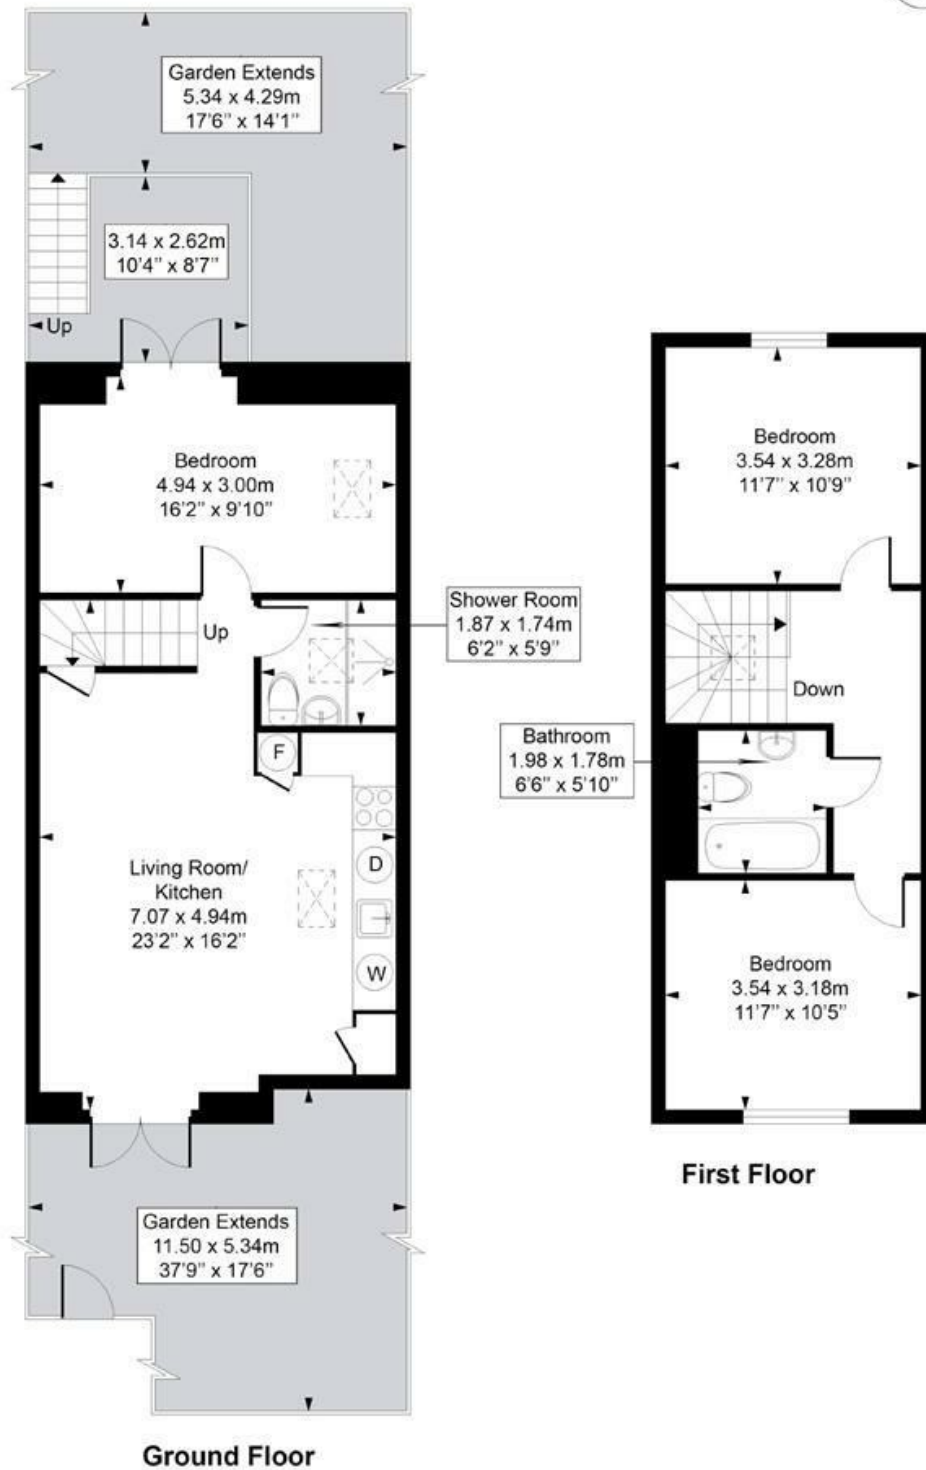 Garden Extends
5.34 x 4.29m
17'6" x 14'1"
3.14 x 2.62m
10'4" x 8'7"
Up
Bedroom
4.94 x 3.00m
16'2" x 9'10"
Up
Shower Room
1.87 x 1.74m
6'2" x 5'9"
F
D
W
Living Room/
Kitchen
7.07 x 4.94m
23'2" x 16'2"
Garden Extends
11.50 x 5.34m
37'9" x 17'6"
Ground Floor
Bedroom
3.54 x 3.28m
11'7" x 10'9"
Down
Bathroom
1.98 x 1.78m
6'6" x 5'10"
Bedroom
3.54 x 3.18m
11'7" x 10'5"
First Floor